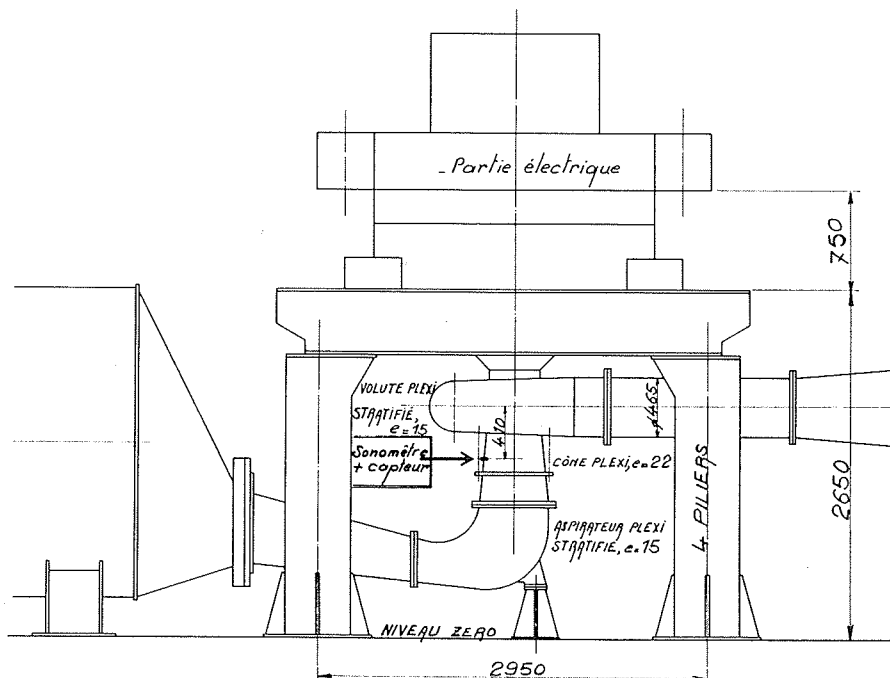 - Partie électrique
750
VOLUTE PLEXI
STRATIFIÉ,
e=15
Sonomètre
+ capteur
410
CÔNE PLEXI, e=22
ASPIRATEUR PLEXI
STRATIFIÉ, e=15
4 PILIERS
2650
NIVEAU ZERO
2950